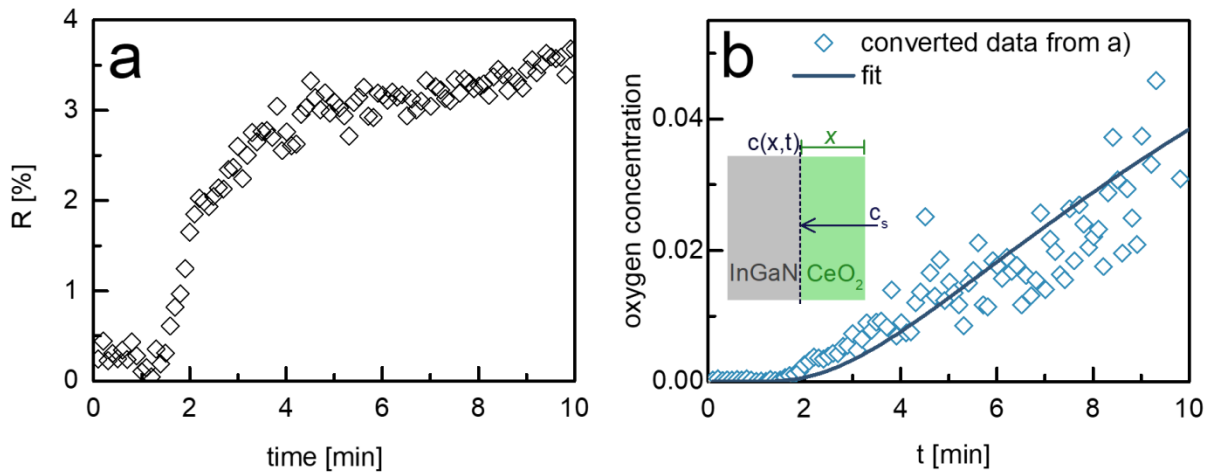 a
R [%]
4
3
2
1
0
0 2 4 6 8 10
time [min]
b
converted data from a)
fit
oxygen concentration
0.04
0.02
0.00
c(x,t)
x
cₛ
InGaN CeO₂
0 2 4 6 8 10
t [min]